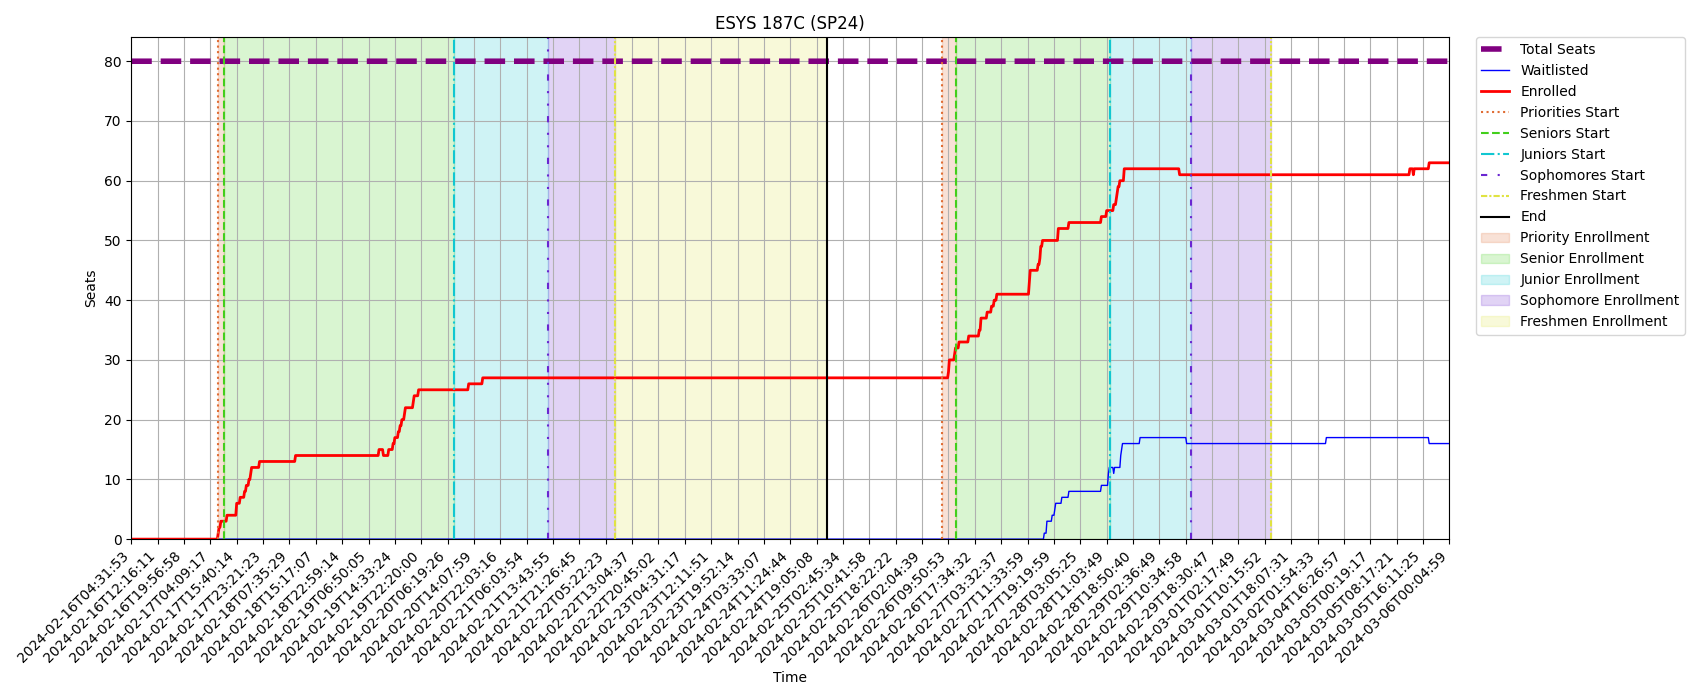 ESYS 187C (SP24)
Seats
80
70
60
50
40
30
20
10
0
2024-02-16T04:31:53
2024-02-16T12:16:11
2024-02-16T19:56:58
2024-02-17T04:09:17
2024-02-17T15:40:14
2024-02-17T23:21:23
2024-02-18T07:35:29
2024-02-18T15:17:07
2024-02-18T22:59:14
2024-02-19T06:50:05
2024-02-19T14:33:24
2024-02-19T22:20:00
2024-02-20T06:19:26
2024-02-20T14:07:59
2024-02-20T22:03:16
2024-02-21T06:03:54
2024-02-21T13:43:55
2024-02-21T21:26:45
2024-02-22T05:22:23
2024-02-22T13:04:37
2024-02-22T20:45:02
2024-02-23T04:31:17
2024-02-23T12:11:51
2024-02-23T19:52:14
2024-02-24T03:33:07
2024-02-24T11:24:44
2024-02-24T19:05:08
2024-02-25T02:45:34
2024-02-25T10:41:58
2024-02-25T18:22:22
2024-02-26T02:04:39
2024-02-26T09:50:53
2024-02-26T17:34:32
2024-02-27T03:32:37
2024-02-27T11:33:59
2024-02-27T19:19:59
2024-02-28T03:05:25
2024-02-28T11:03:49
2024-02-28T18:50:40
2024-02-29T02:36:49
2024-02-29T10:34:58
2024-02-29T18:30:47
2024-03-01T02:17:49
2024-03-01T10:15:52
2024-03-01T18:07:31
2024-03-02T01:54:33
2024-03-04T16:26:57
2024-03-05T00:19:17
2024-03-05T08:17:21
2024-03-05T16:11:25
2024-03-06T00:04:59
Time
Total Seats
Waitlisted
Enrolled
Priorities Start
Seniors Start
Juniors Start
Sophomores Start
Freshmen Start
End
Priority Enrollment
Senior Enrollment
Junior Enrollment
Sophomore Enrollment
Freshmen Enrollment